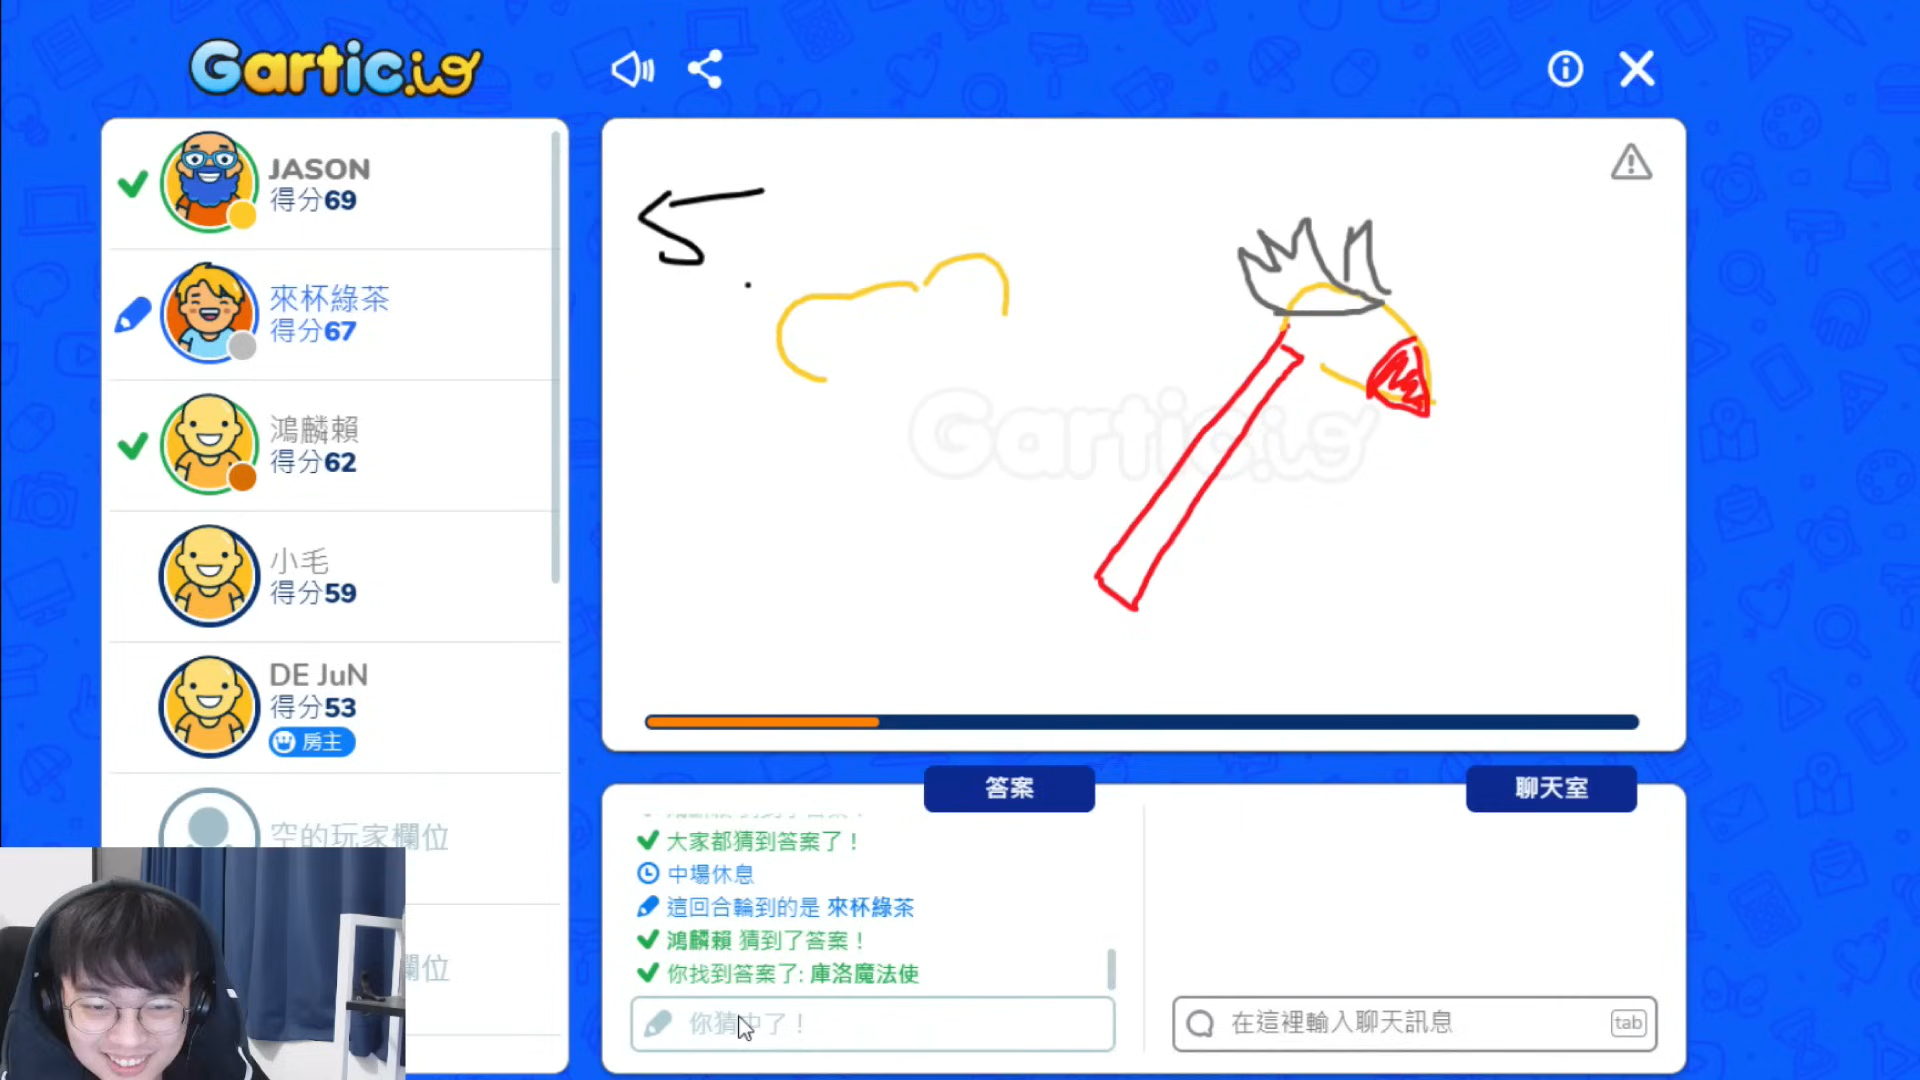 Gartic.io
JASON
得分69
來杯綠茶
得分67
鴻麟賴
得分62
小毛
得分59
DE JuN
得分53
房主
空的玩家欄位
欄位
Gartic.io
答案
聊天室
大家都猜到答案了！
中場休息
這回合輪到的是 來杯綠茶
鴻麟賴 猜到了答案！
你找到答案了: 庫洛魔法使
你猜中了！
在這裡輸入聊天訊息
tab